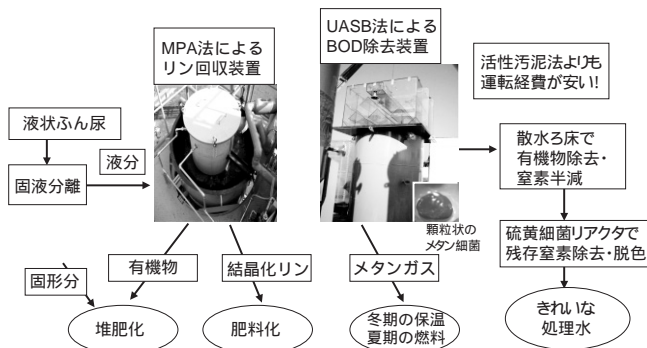 MPA法による
リン回収装置
UASB法による
BOD除去装置
活性汚泥法よりも
運転経費が安い!
液状ふん尿
固液分離
液分
散水ろ床で
有機物除去・
窒素半減
顆粒状の
メタン細菌
硫黄細菌リアクタで
残存窒素除去・脱色
固形分
有機物
結晶化リン
メタンガス
堆肥化
肥料化
冬期の保温
夏期の燃料
きれいな
処理水